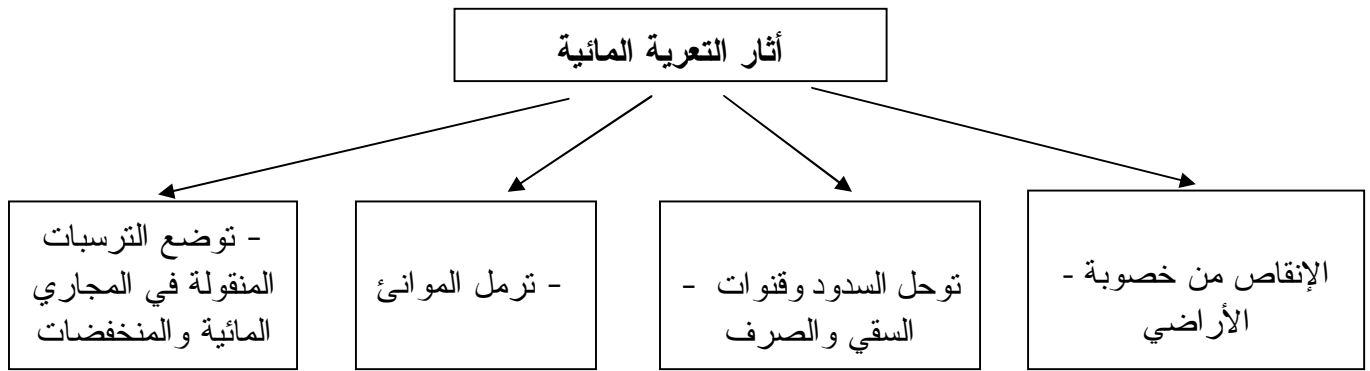 أثار التعرية المائية
الإنقاص من خصوبة -
الأراضي
توحل السدود وقنوات -
السقي والصرف
- ترمل الموانئ
- توضع الترسبات
المنقولة في المجاري
المائية والمنخفضات